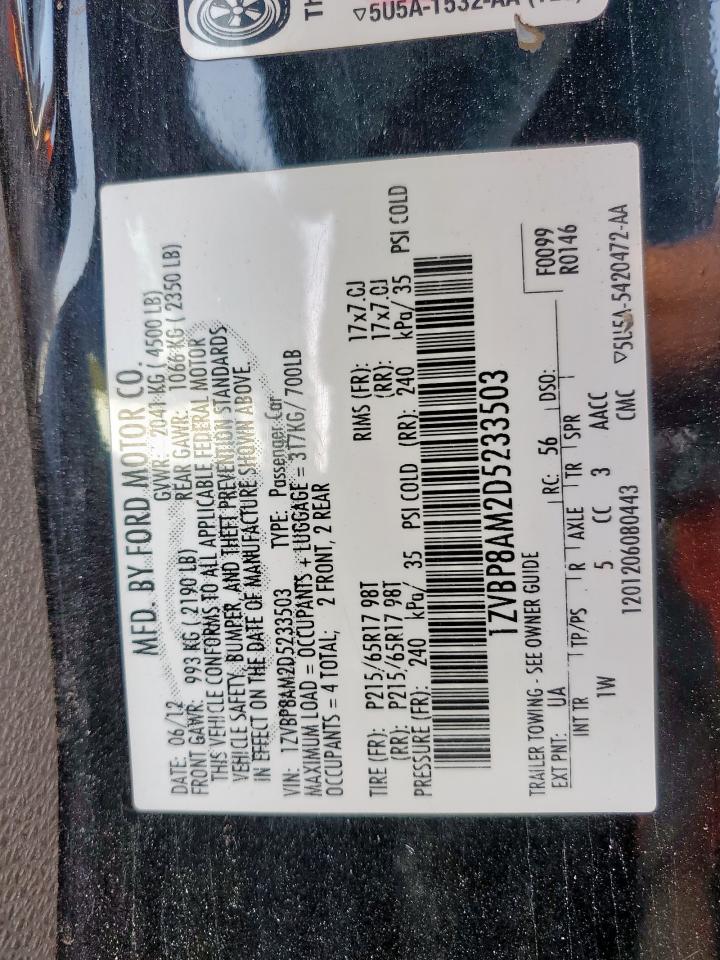 TH
▽5U5A-1532-AA
MFD. BY FORD MOTOR CO.
DATE: 06/12 GVWR: 2041 KG ( 4500 LB)
FRONT GAWR: 993 KG ( 2190 LB) REAR GAWR: 1066 KG ( 2350 LB)
THIS VEHICLE CONFORMS TO ALL APPLICABLE FEDERAL MOTOR
VEHICLE SAFETY, BUMPER, AND THEFT PREVENTION STANDARDS
IN EFFECT ON THE DATE OF MANUFACTURE SHOWN ABOVE.
VIN: 1ZVBP8AM2D5233503 TYPE: Passenger Car
MAXIMUM LOAD = OCCUPANTS + LUGGAGE = 317KG/ 700LB
OCCUPANTS = 4 TOTAL; 2 FRONT, 2 REAR
TIRE (FR): P215/65R17 98T RIMS (FR): 17x7.0J
(RR): P215/65R17 98T (RR): 17x7.0J
PRESSURE (FR): 240 kPa/ 35 PSI COLD (RR): 240 kPa/ 35 PSI COLD
1ZVBP8AM2D5233503
TRAILER TOWING - SEE OWNER GUIDE
EXT PNT: UA RC: 56 DSO: F0099
R0146
INT TR TP/PS R AXLE TR SPR
1W 5 CC 3 AACC
1201206080443 CMC ▽5U5A-5420472-AA